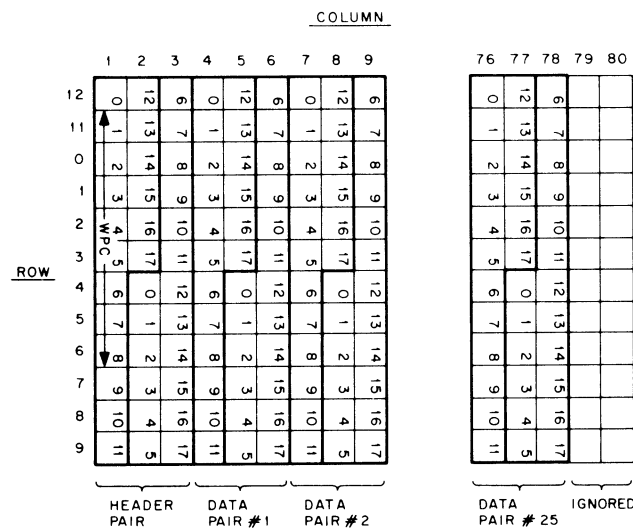 COLUMN
1 2 3 4 5 6 7 8 9 76 77 78 79 80
12 0 12 6 0 12 6 0 12 6 0 12 6
11 1 13 7 1 13 7 1 13 7 1 13 7
0 2 14 8 2 14 8 2 14 8 2 14 8
1 3 15 9 3 15 9 3 15 9 3 15 9
2 4 16 10 4 16 10 4 16 10 4 16 10
WPC
3 5 17 11 5 17 11 5 17 11 5 17 11
ROW
4 6 0 12 6 0 12 6 0 12 6 0 12
5 7 1 13 7 1 13 7 1 13 7 1 13
6 8 2 14 8 2 14 8 2 14 8 2 14
7 9 3 15 9 3 15 9 3 15 9 3 15
8 10 4 16 10 4 16 10 4 16 10 4 16
9 11 5 17 11 5 17 11 5 17 11 5 17
HEADER PAIR
DATA PAIR #1
DATA PAIR #2
DATA PAIR #25
IGNORED